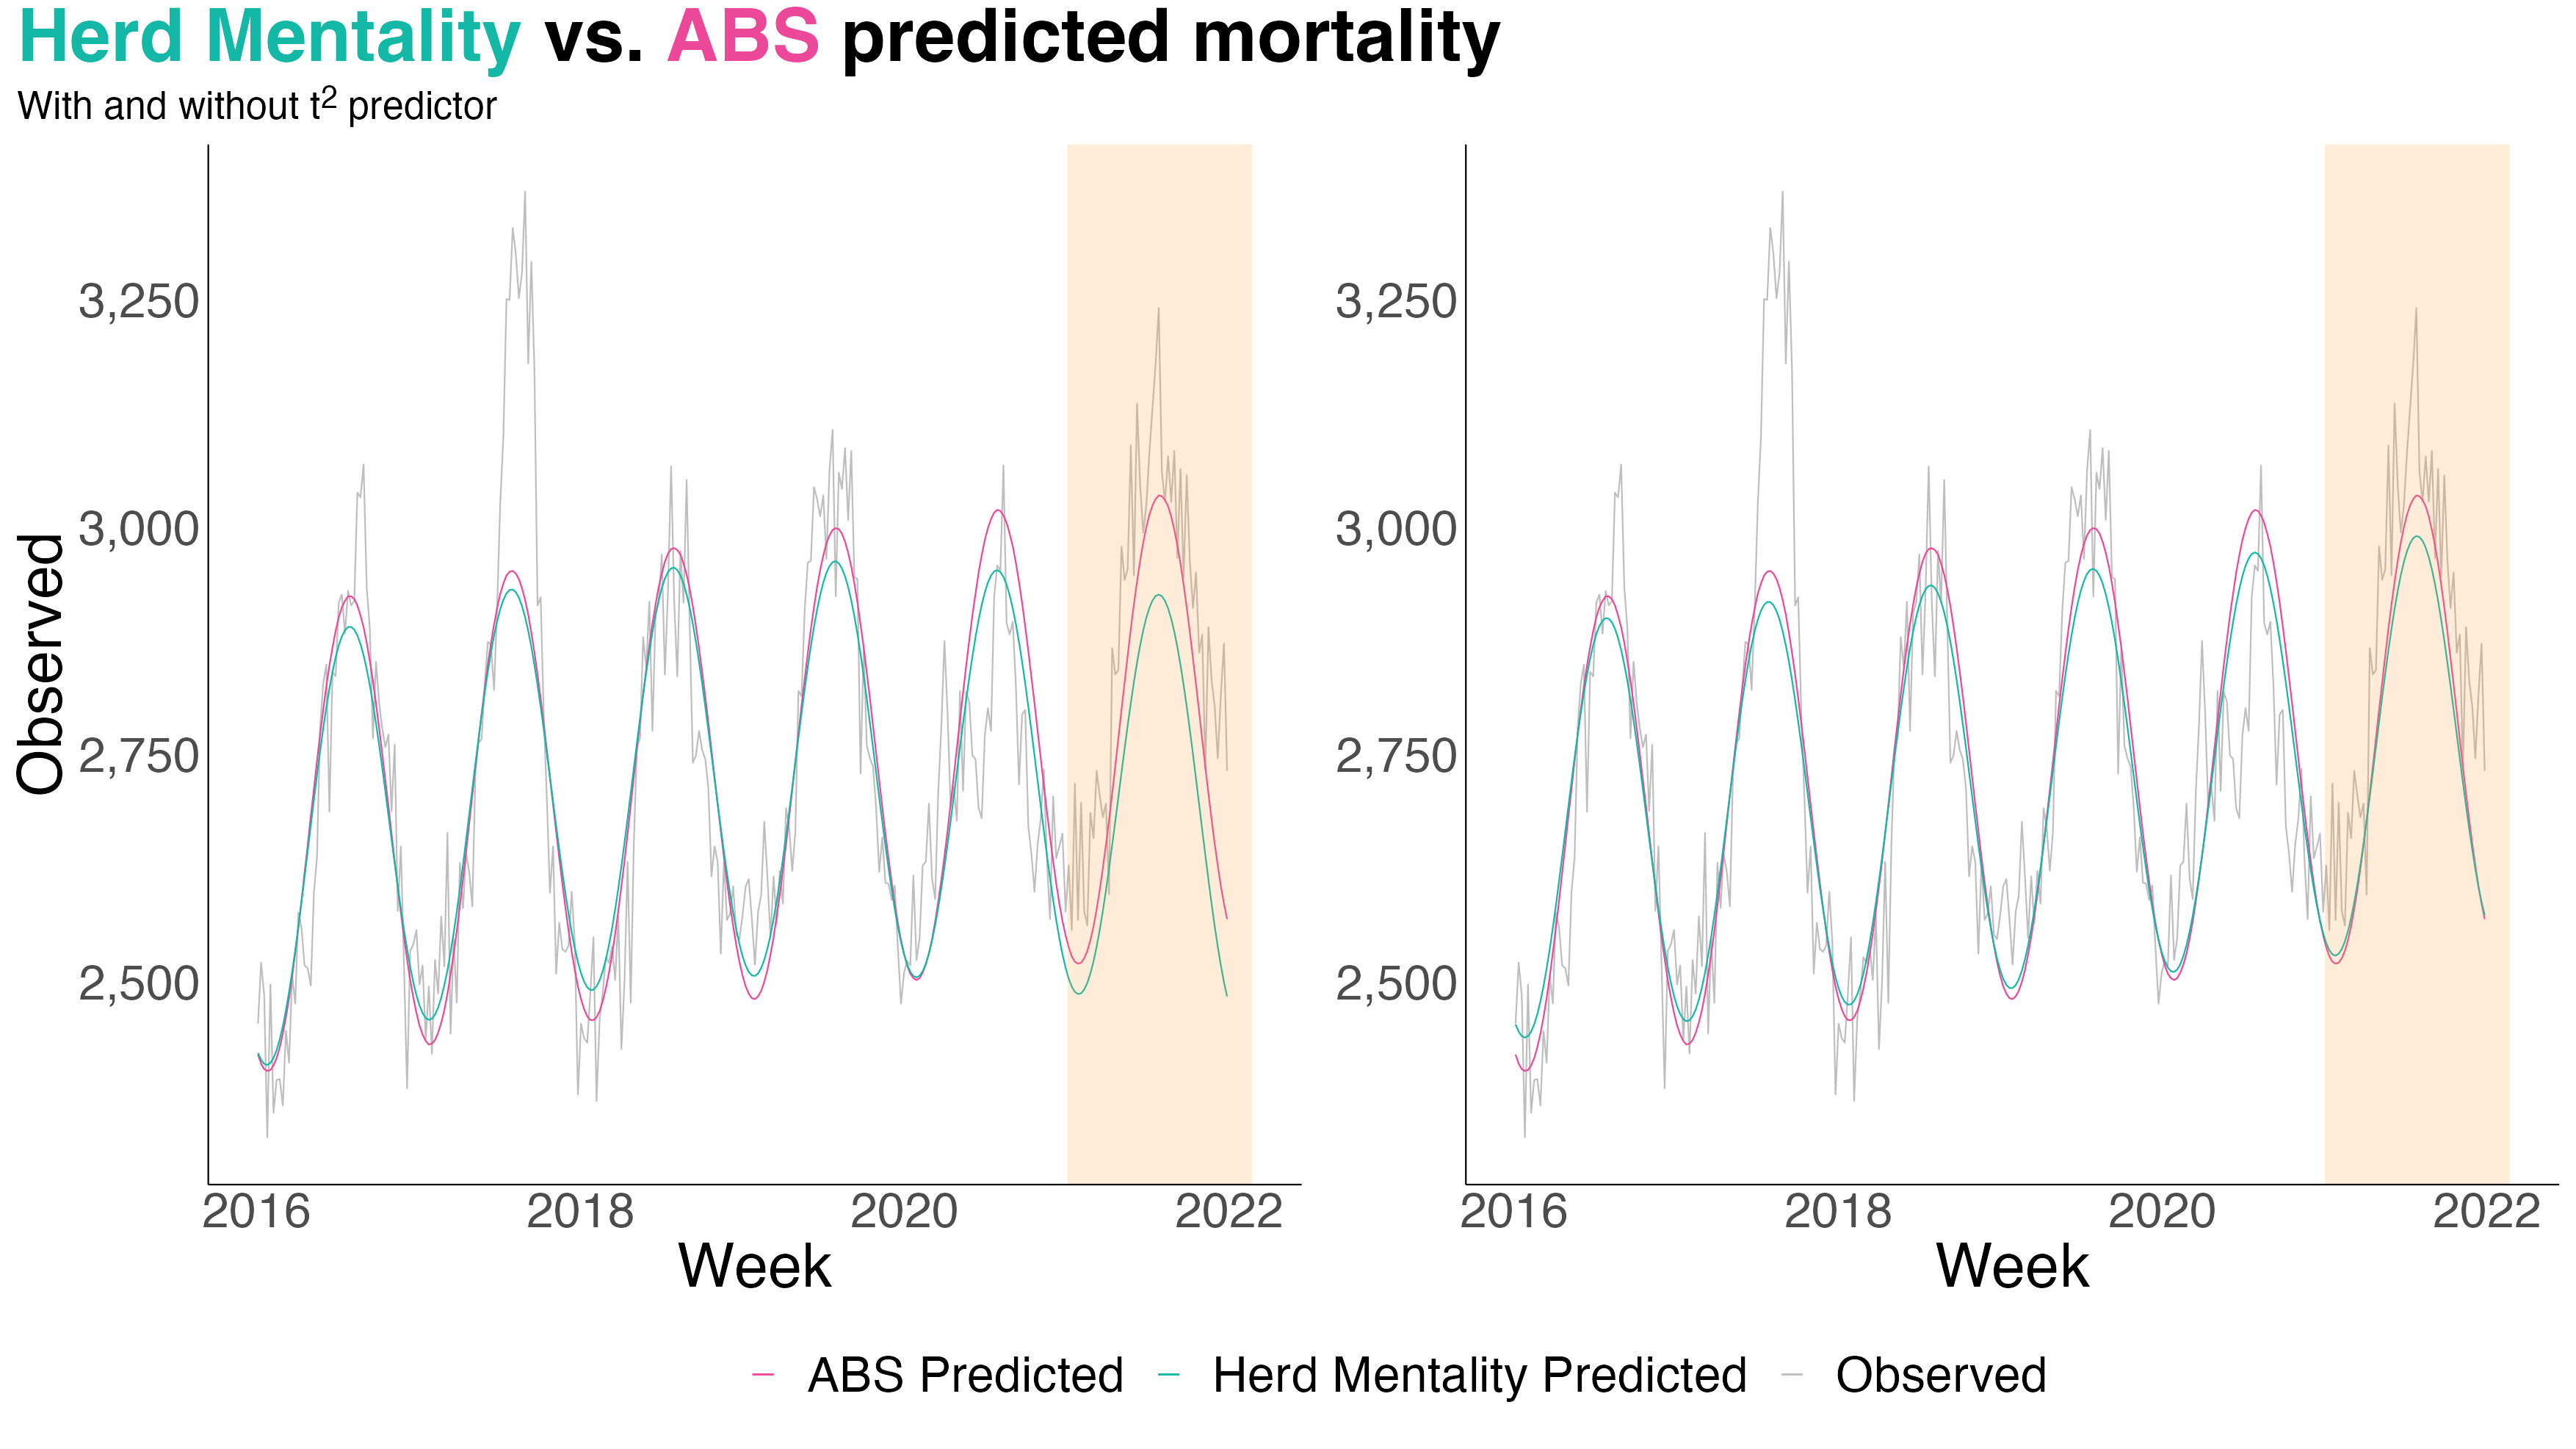 Herd Mentality vs. ABS predicted mortality
With and without t² predictor
Observed
3,250
3,000
2,750
2,500
2016 2018 2020 2022
Week
3,250
3,000
2,750
2,500
2016 2018 2020 2022
Week
ABS Predicted Herd Mentality Predicted Observed